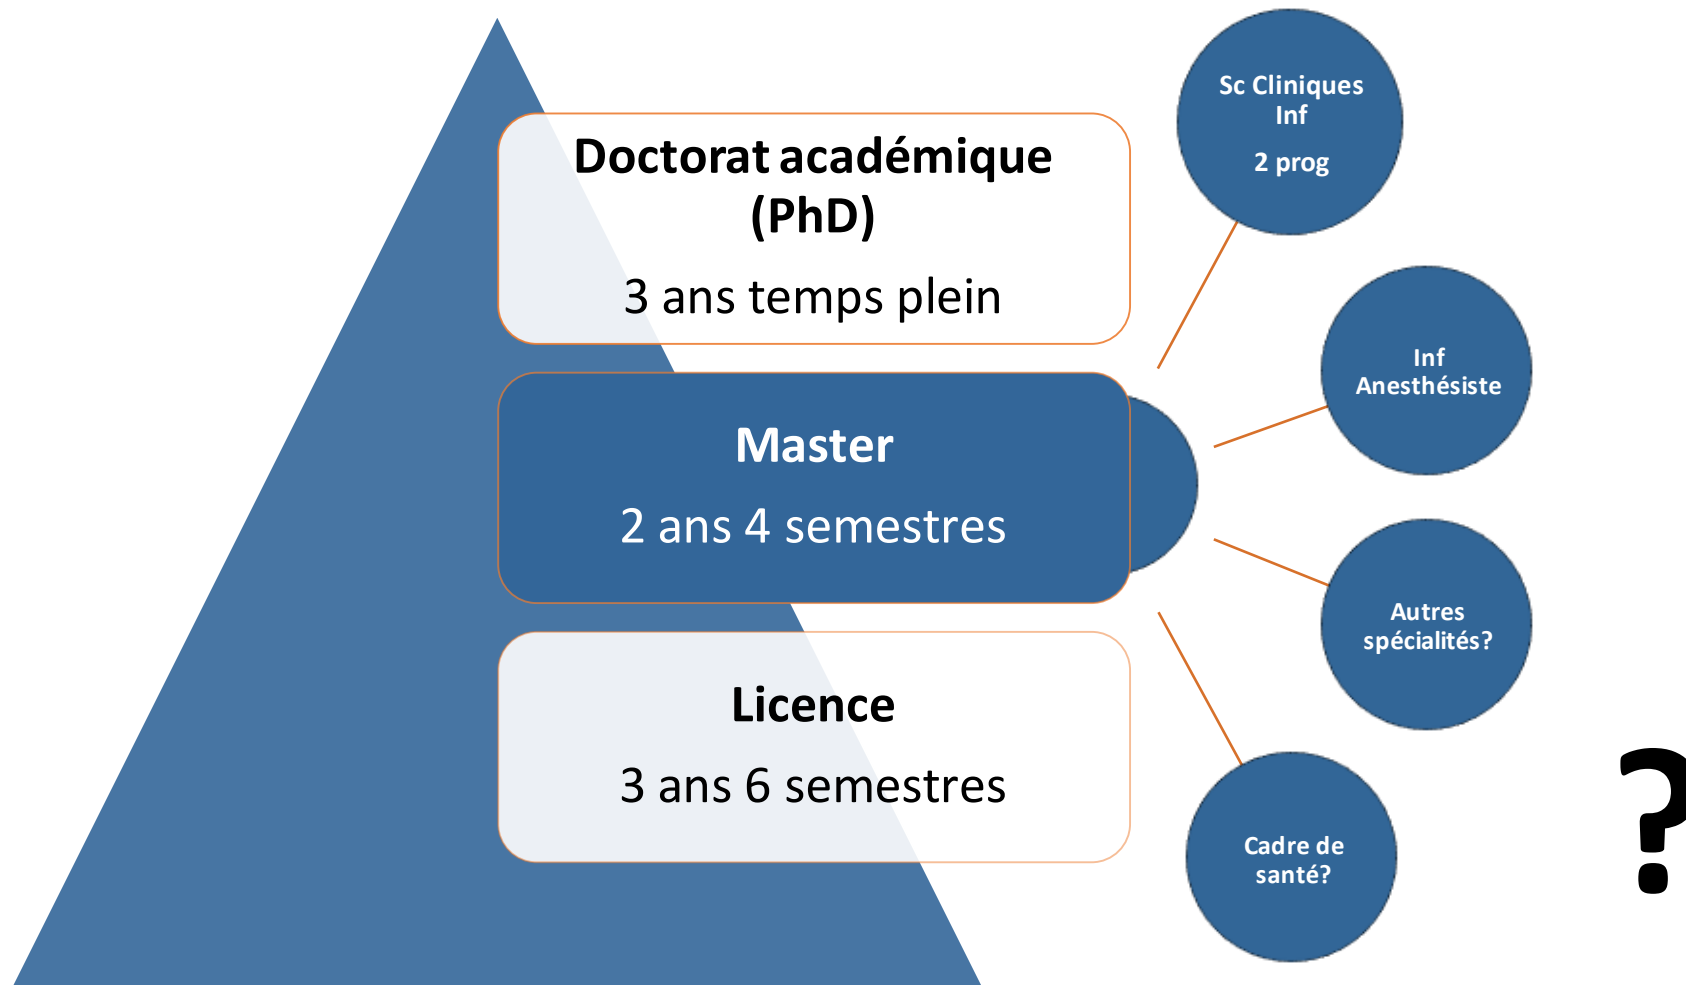 Doctorat académique
(PhD)
3 ans temps plein
Master
2 ans 4 semestres
Licence
3 ans 6 semestres
Sc Cliniques
Inf
2 prog
Inf
Anesthésiste
Autres
spécialités?
Cadre de
santé?
?